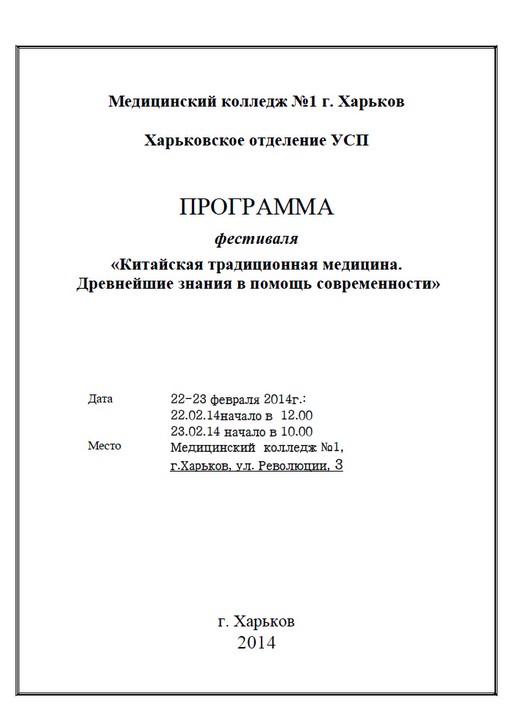 Медицинский колледж №1 г. Харьков
Харьковское отделение УСП
ПРОГРАММА
фестиваля
«Китайская традиционная медицина.
Древнейшие знания в помощь современности»
Дата 22-23 февраля 2014г.:
22.02.14начало в 12.00
23.02.14 начало в 10.00
Место Медицинский колледж №1,
г.Харьков, ул. Революции, 3
г. Харьков
2014